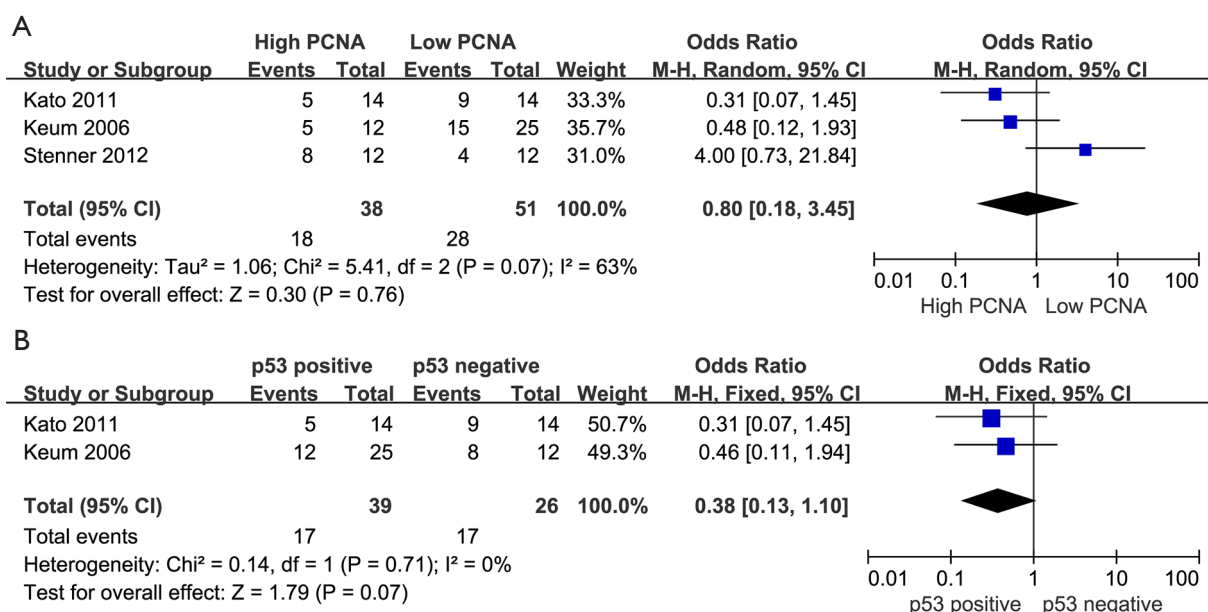 A
High PCNA Low PCNA Odds Ratio Odds Ratio
Study or Subgroup Events Total Events Total Weight M-H, Random, 95% CI M-H, Random, 95% CI
Kato 2011 5 14 9 14 33.3% 0.31 [0.07, 1.45]
Keum 2006 5 12 15 25 35.7% 0.48 [0.12, 1.93]
Stenner 2012 8 12 4 12 31.0% 4.00 [0.73, 21.84]
Total (95% CI) 38 51 100.0% 0.80 [0.18, 3.45]
Total events 18 28
Heterogeneity: Tau² = 1.06; Chi² = 5.41, df = 2 (P = 0.07); I² = 63%
Test for overall effect: Z = 0.30 (P = 0.76)
0.01 0.1 1 10 100
High PCNA Low PCNA
B
p53 positive p53 negative Odds Ratio Odds Ratio
Study or Subgroup Events Total Events Total Weight M-H, Fixed, 95% CI M-H, Fixed, 95% CI
Kato 2011 5 14 9 14 50.7% 0.31 [0.07, 1.45]
Keum 2006 12 25 8 12 49.3% 0.46 [0.11, 1.94]
Total (95% CI) 39 26 100.0% 0.38 [0.13, 1.10]
Total events 17 17
Heterogeneity: Chi² = 0.14, df = 1 (P = 0.71); I² = 0%
Test for overall effect: Z = 1.79 (P = 0.07)
0.01 0.1 1 10 100
p53 positive p53 negative